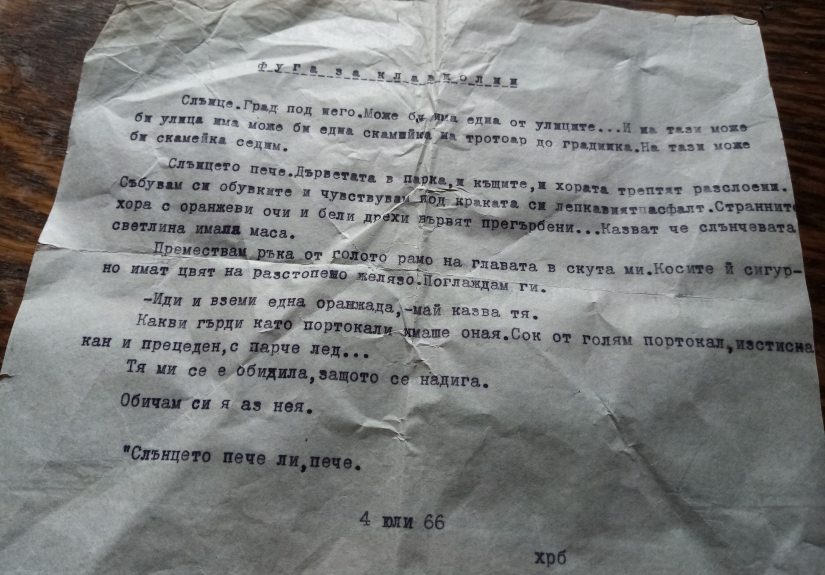 Фуга за клавиолин
Слънце.Град под него.Може би има една от улиците...И на тази може
би улица има може би една скамейка на тротоар до градинка.На тази може
би скамейка седим.
Слънцето пече.Дърветата в парка,и къщите,и хората трептят разслоени.
Събувам си обувките и чувствувам под краката си лепкавият асфалт.Странните
хора с оранжеви очи и бели дрехи вървят прегърбени...Казват че слънчевата
светлина имала маса.
Премествам ръка от голото рамо на главата в скута ми.Косите й сигур-
но имат цвят на разстопено желязо.Поглаждам ги.
-Иди и вземи една оранжада,-май казва тя.
Какви гърди като портокали имаше оная.Сок от голям портокал,изстиска
кан и прецеден,с парче лед...
Тя ми се е обидила,защото се надига.
Обичам си я аз нея.
"Слънцето пече ли,пече.
4 юли 66
хрб